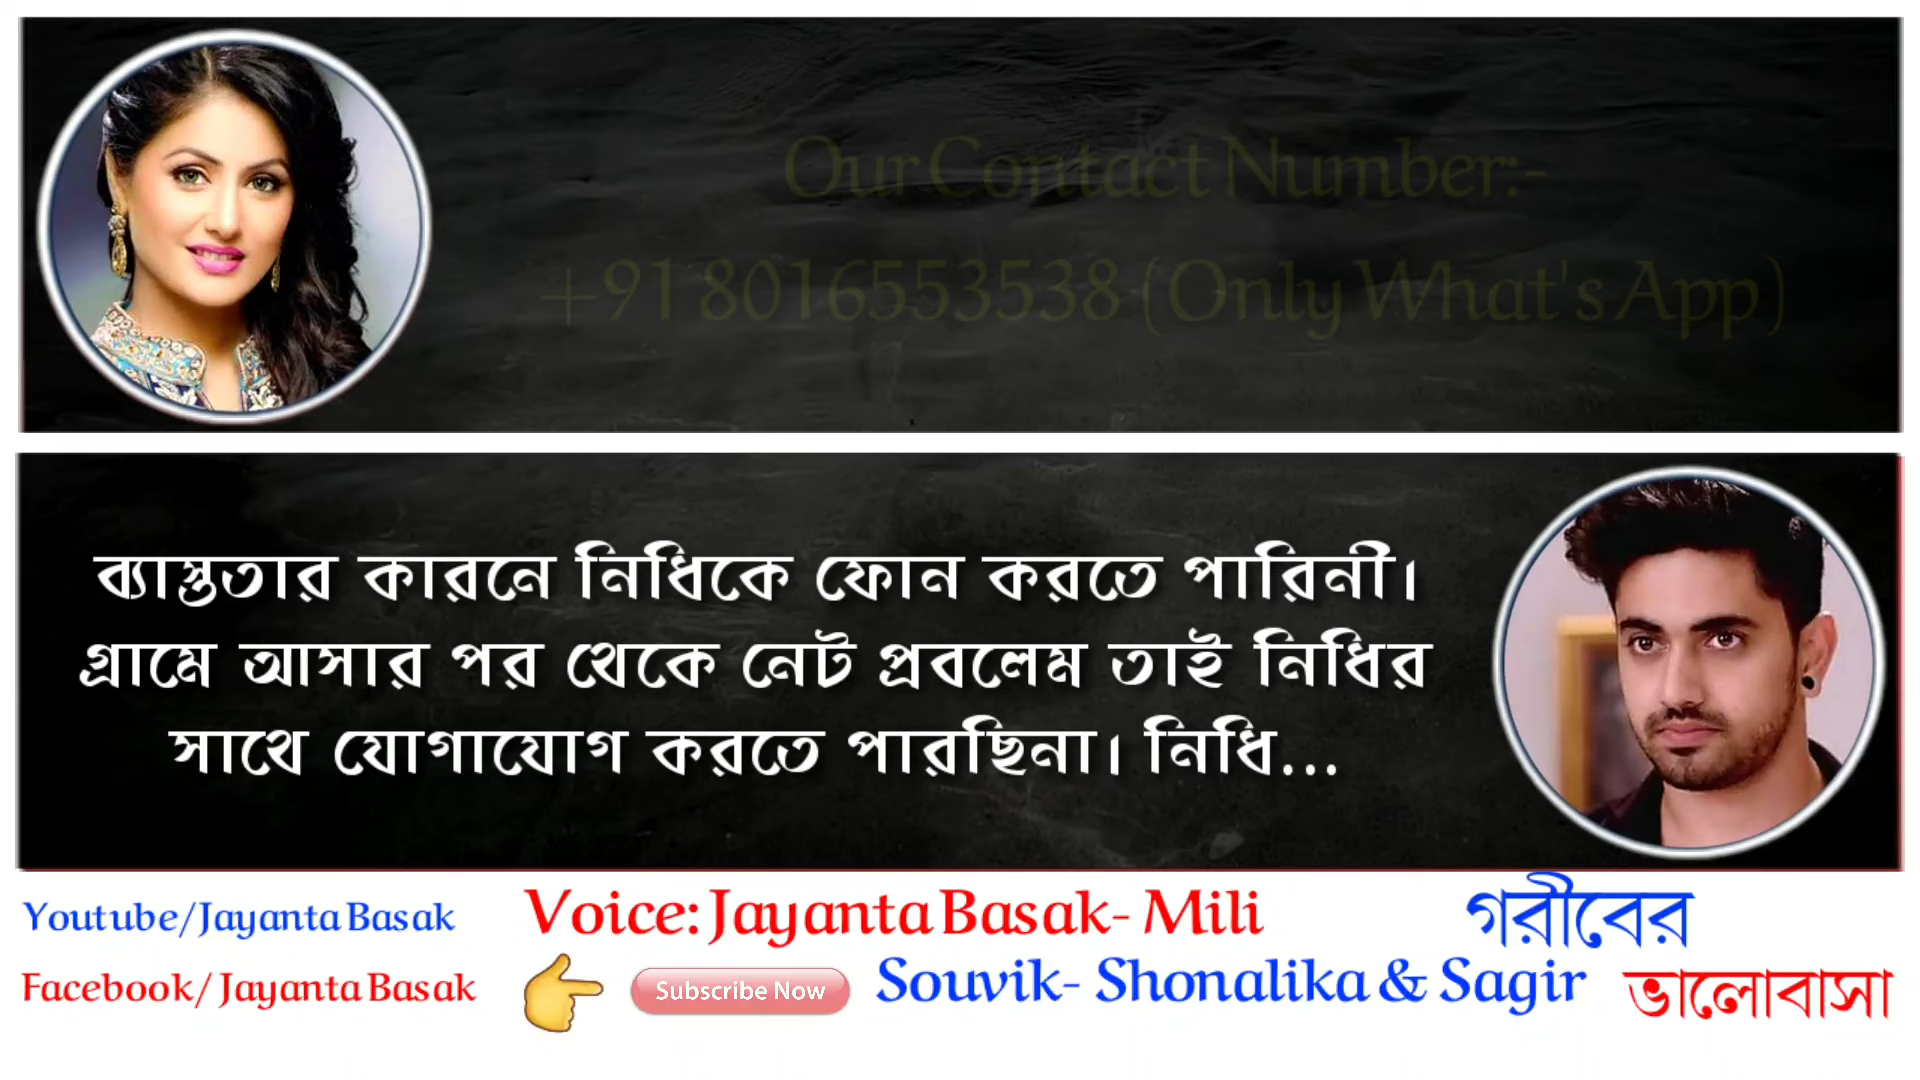 Our Contact Number:-
+91 8016553538 (Only What's App)
ব্যাস্ততার কারনে নিধিকে ফোন করতে পারিনী।
গ্রামে আসার পর থেকে নেট প্রবলেম তাই নিধির
সাথে যোগাযোগ করতে পারছিনা। নিধি...
Youtube/Jayanta Basak
Facebook/ Jayanta Basak
Voice: Jayanta Basak- Mili
Subscribe Now
Souvik- Shonalika & Sagir
গরীবের
ভালোবাসা